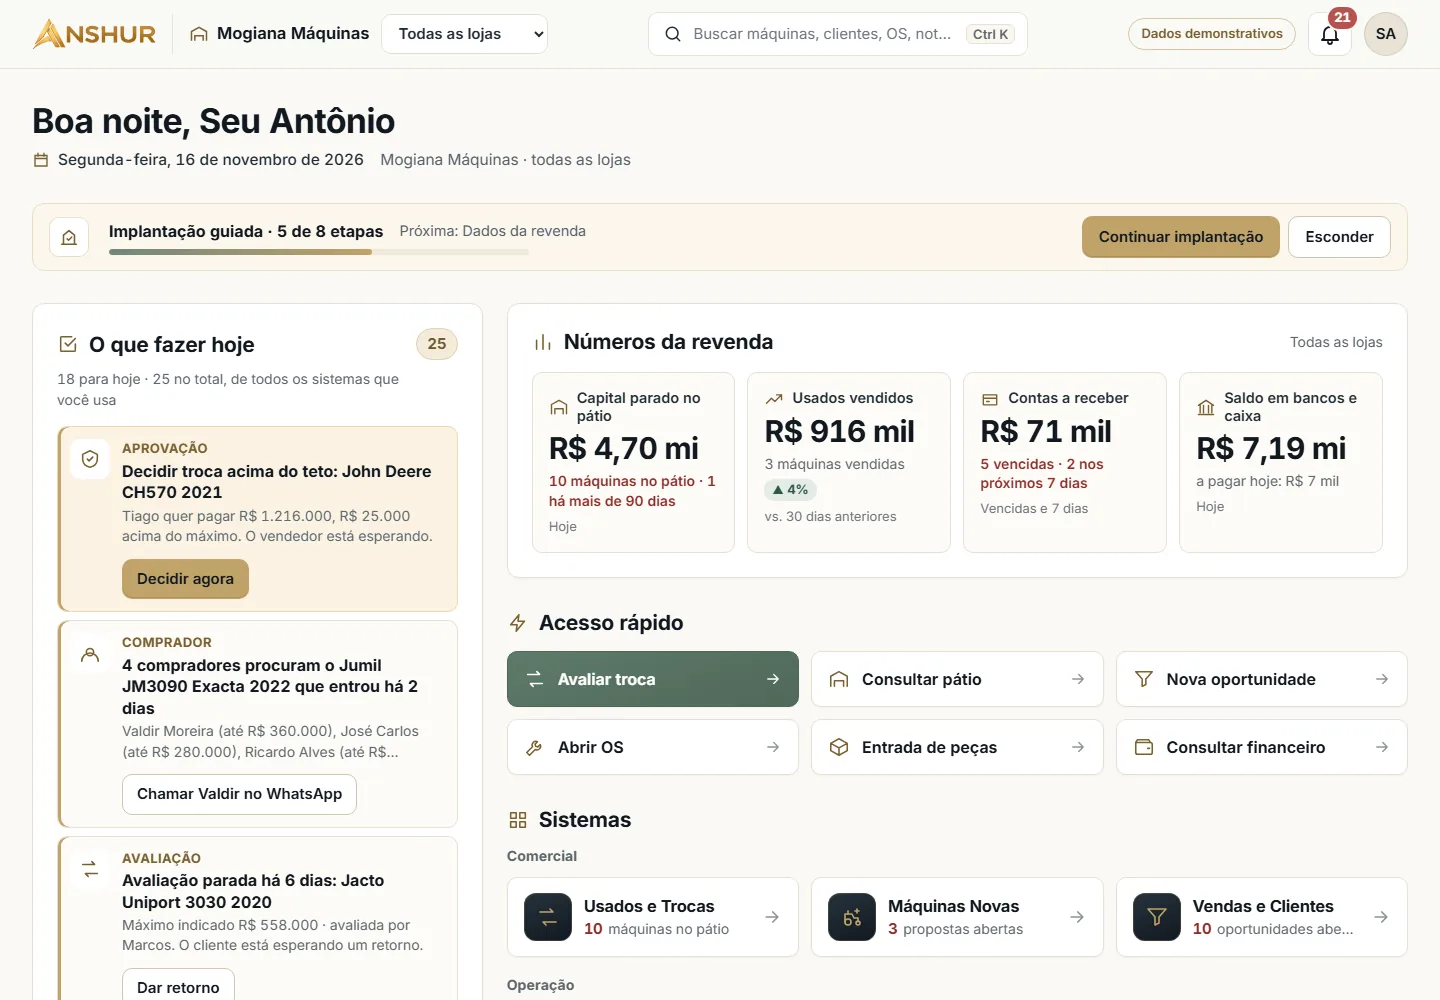 ANSHUR
Mogiana Máquinas
Todas as lojas
Buscar máquinas, clientes, OS, not...
Ctrl K
Dados demonstrativos
21
SA
Boa noite, Seu Antônio
Segunda-feira, 16 de novembro de 2026
Mogiana Máquinas · todas as lojas
Implantação guiada · 5 de 8 etapas
Próxima: Dados da revenda
Continuar implantação
Esconder
O que fazer hoje
25
18 para hoje · 25 no total, de todos os sistemas que
você usa
APROVAÇÃO
Decidir troca acima do teto: John Deere
CH570 2021
Tiago quer pagar R$ 1.216.000, R$ 25.000
acima do máximo. O vendedor está esperando.
Decidir agora
COMPRADOR
4 compradores procuram o Jumil
JM3090 Exacta 2022 que entrou há 2
dias
Valdir Moreira (até R$ 360.000), José Carlos
(até R$ 280.000), Ricardo Alves (até R$...
Chamar Valdir no WhatsApp
AVALIAÇÃO
Avaliação parada há 6 dias: Jacto
Uniport 3030 2020
Máximo indicado R$ 558.000 · avaliada por
Marcos. O cliente está esperando um retorno.
Dar retorno
Números da revenda
Todas as lojas
Capital parado no
pátio
R$ 4,70 mi
10 máquinas no pátio · 1
há mais de 90 dias
Hoje
Usados vendidos
R$ 916 mil
3 máquinas vendidas
▲ 4%
vs. 30 dias anteriores
Contas a receber
R$ 71 mil
5 vencidas · 2 nos
próximos 7 dias
Vencidas e 7 dias
Saldo em bancos e
caixa
R$ 7,19 mi
a pagar hoje: R$ 7 mil
Hoje
Acesso rápido
Avaliar troca
Consultar pátio
Nova oportunidade
Abrir OS
Entrada de peças
Consultar financeiro
Sistemas
Comercial
Usados e Trocas
10 máquinas no pátio
Máquinas Novas
3 propostas abertas
Vendas e Clientes
10 oportunidades abe...
Operação